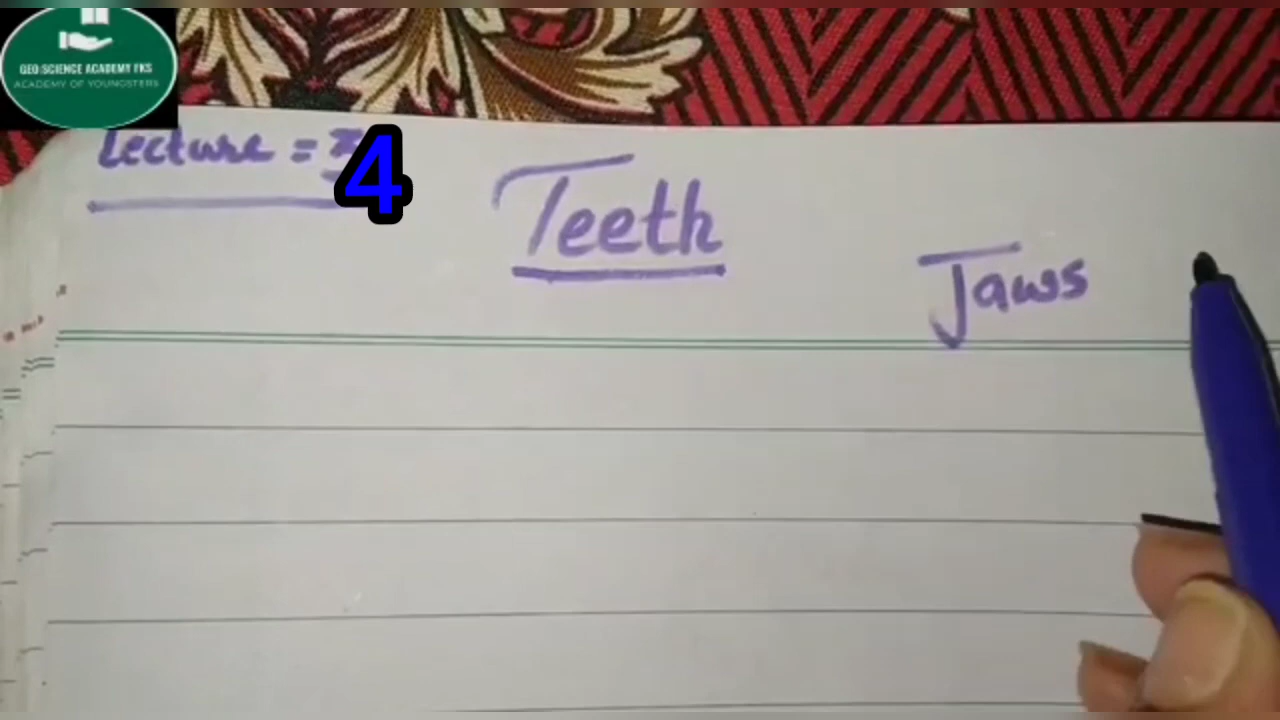 GEO SCIENCE ACADEMY FKS
ACADEMY OF YOUNGSTERS
Lecture = 4
Teeth
Jaws